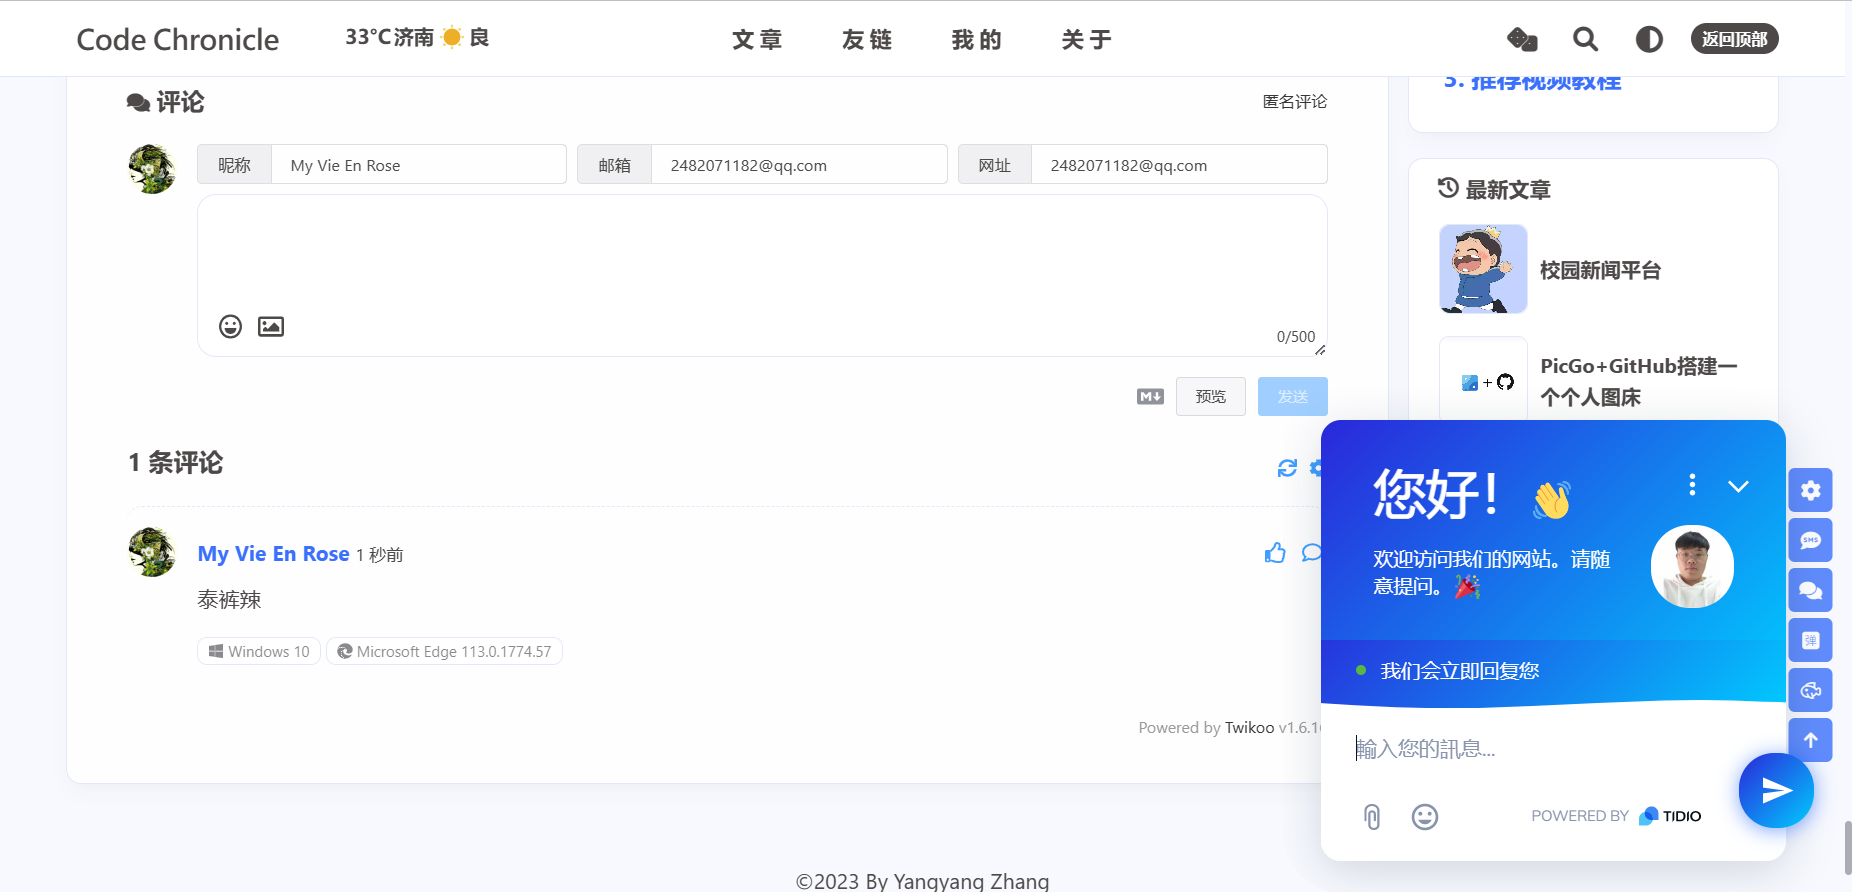 Code Chronicle
33°C 济南 良
文章 友链 我的 关于
返回顶部
评论
匿名评论
昵称 My Vie En Rose
邮箱 2482071182@qq.com
网址 2482071182@qq.com
0/500
M↓ 预览 发送
1 条评论
My Vie En Rose 1 秒前
泰裤辣
Windows 10 Microsoft Edge 113.0.1774.57
Powered by Twikoo v1.6.1
©2023 By Yangyang Zhang
3. 推荐视频教程
最新文章
校园新闻平台
PicGo+GitHub搭建一
个个人图床
您好！
欢迎访问我们的网站。请随
意提问。
我们会立即回复您
輸入您的訊息...
POWERED BY TIDIO
SMS
弹